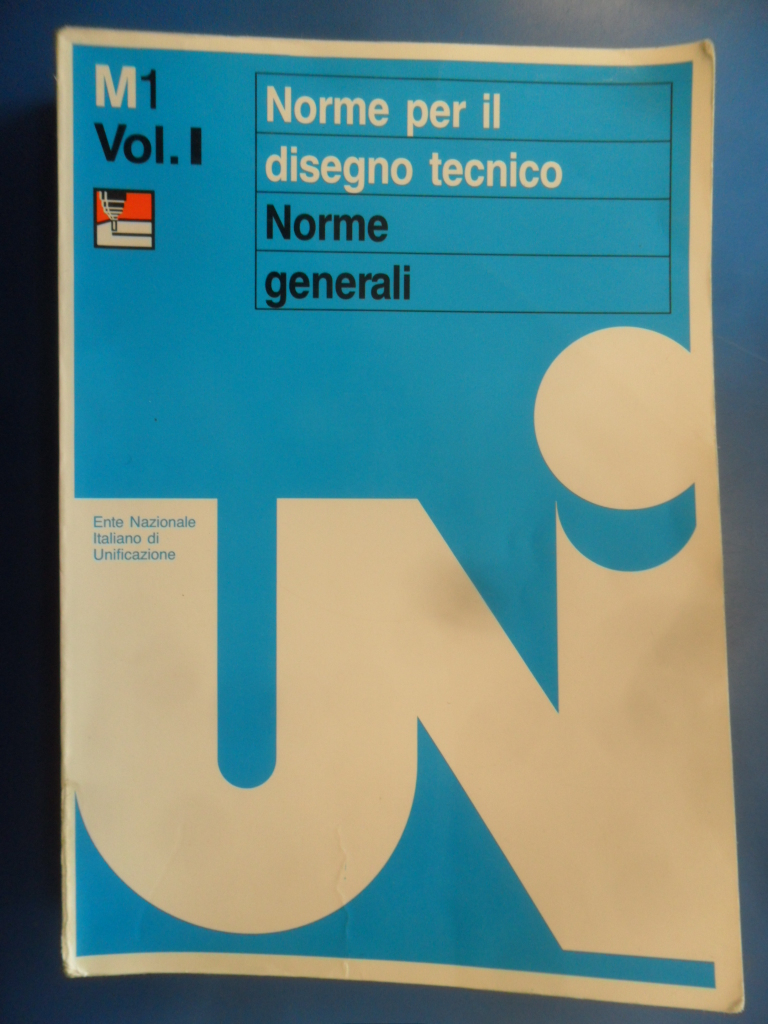 M1
Vol. I
Norme per il
disegno tecnico
Norme
generali
Ente Nazionale
Italiano di
Unificazione
UNi